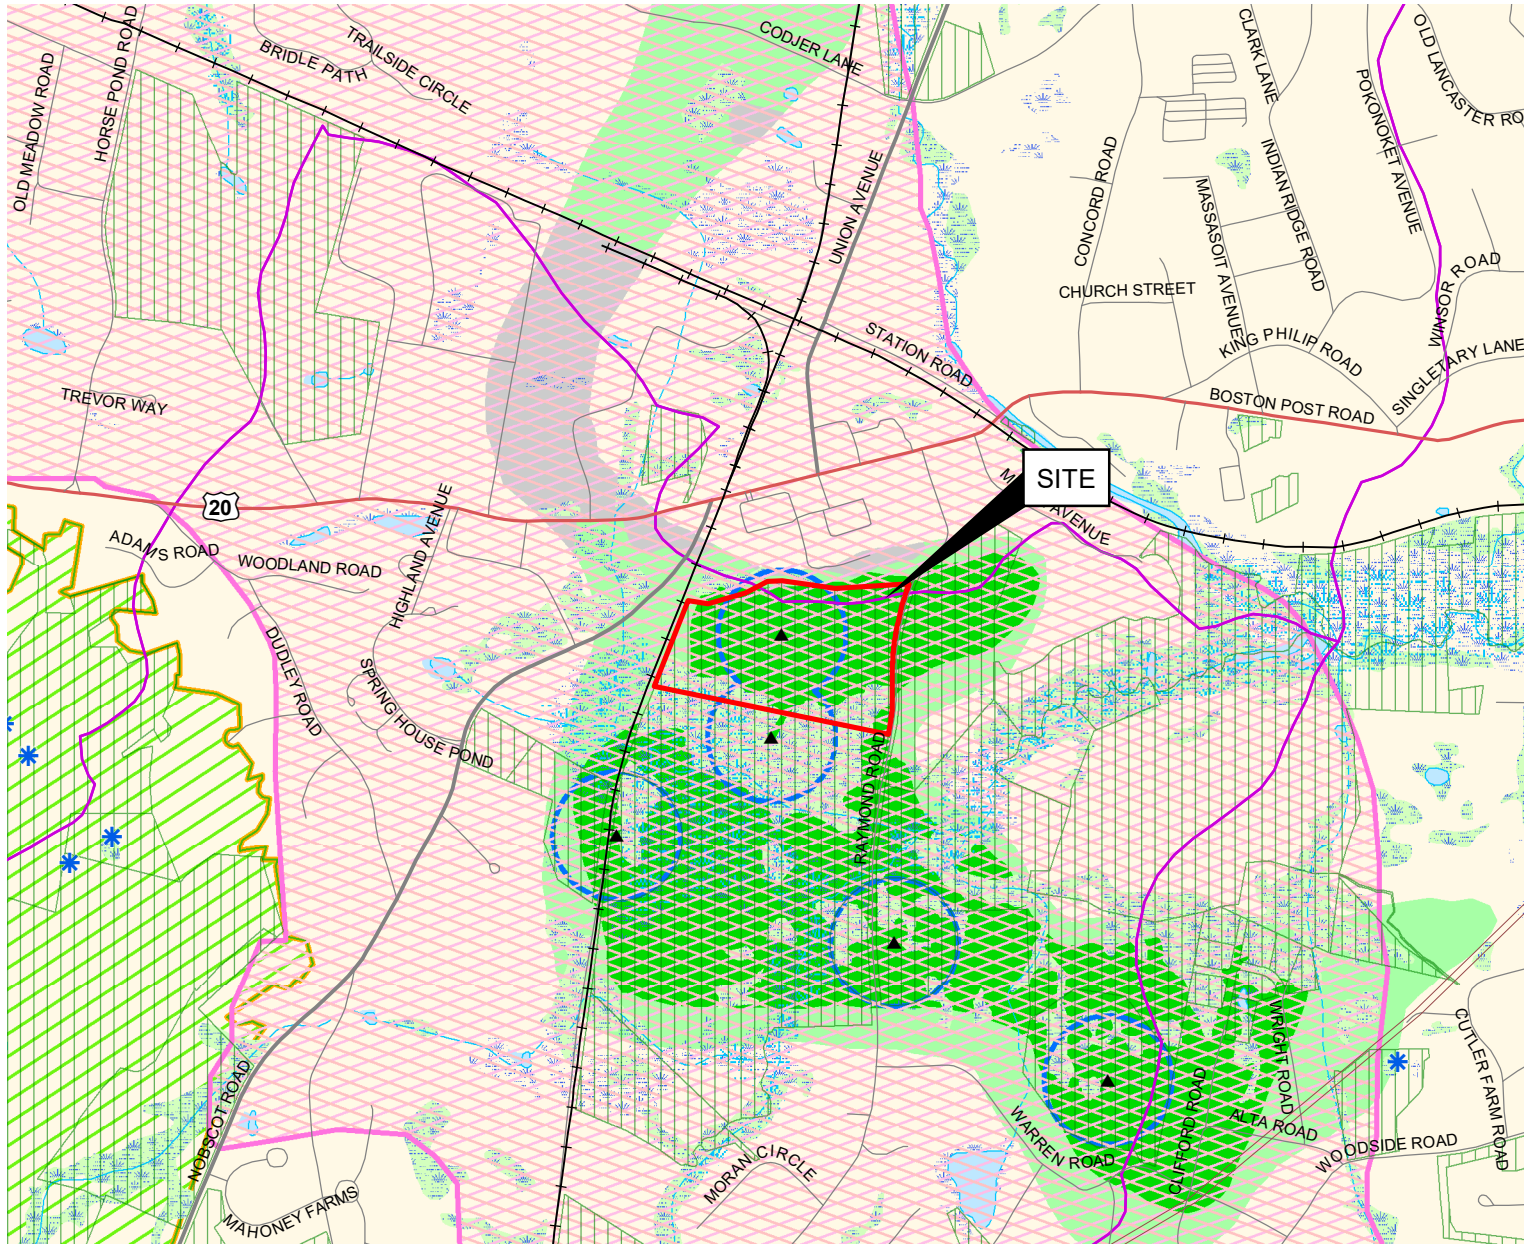 CODJER LANE
BRIDLE PATH
TRAILSIDE CIRCLE
HORSE POND ROAD
OLD MEADOW ROAD
CLARK LANE
OLD LANCASTER RO
POKONOKET AVENUE
INDIAN RIDGE ROAD
CONCORD ROAD
MASSASOIT AVENUE
UNION AVENUE
CHURCH STREET
WINSOR ROAD
STATION ROAD
KING PHILIP ROAD
SINGLETARY LANE
TREVOR WAY
BOSTON POST ROAD
SITE
20
M
AVENUE
ADAMS ROAD
WOODLAND ROAD
HIGHLAND AVENUE
DUDLEY ROAD
SPRING HOUSE POND
RAYMOND ROAD
WRIGHT ROAD
CUTLER FARM ROAD
NOBSCOT ROAD
WARREN ROAD
CLIFFORD ROAD
ALTA ROAD
WOODSIDE ROAD
MORAN CIRCLE
MAHONEY FARMS